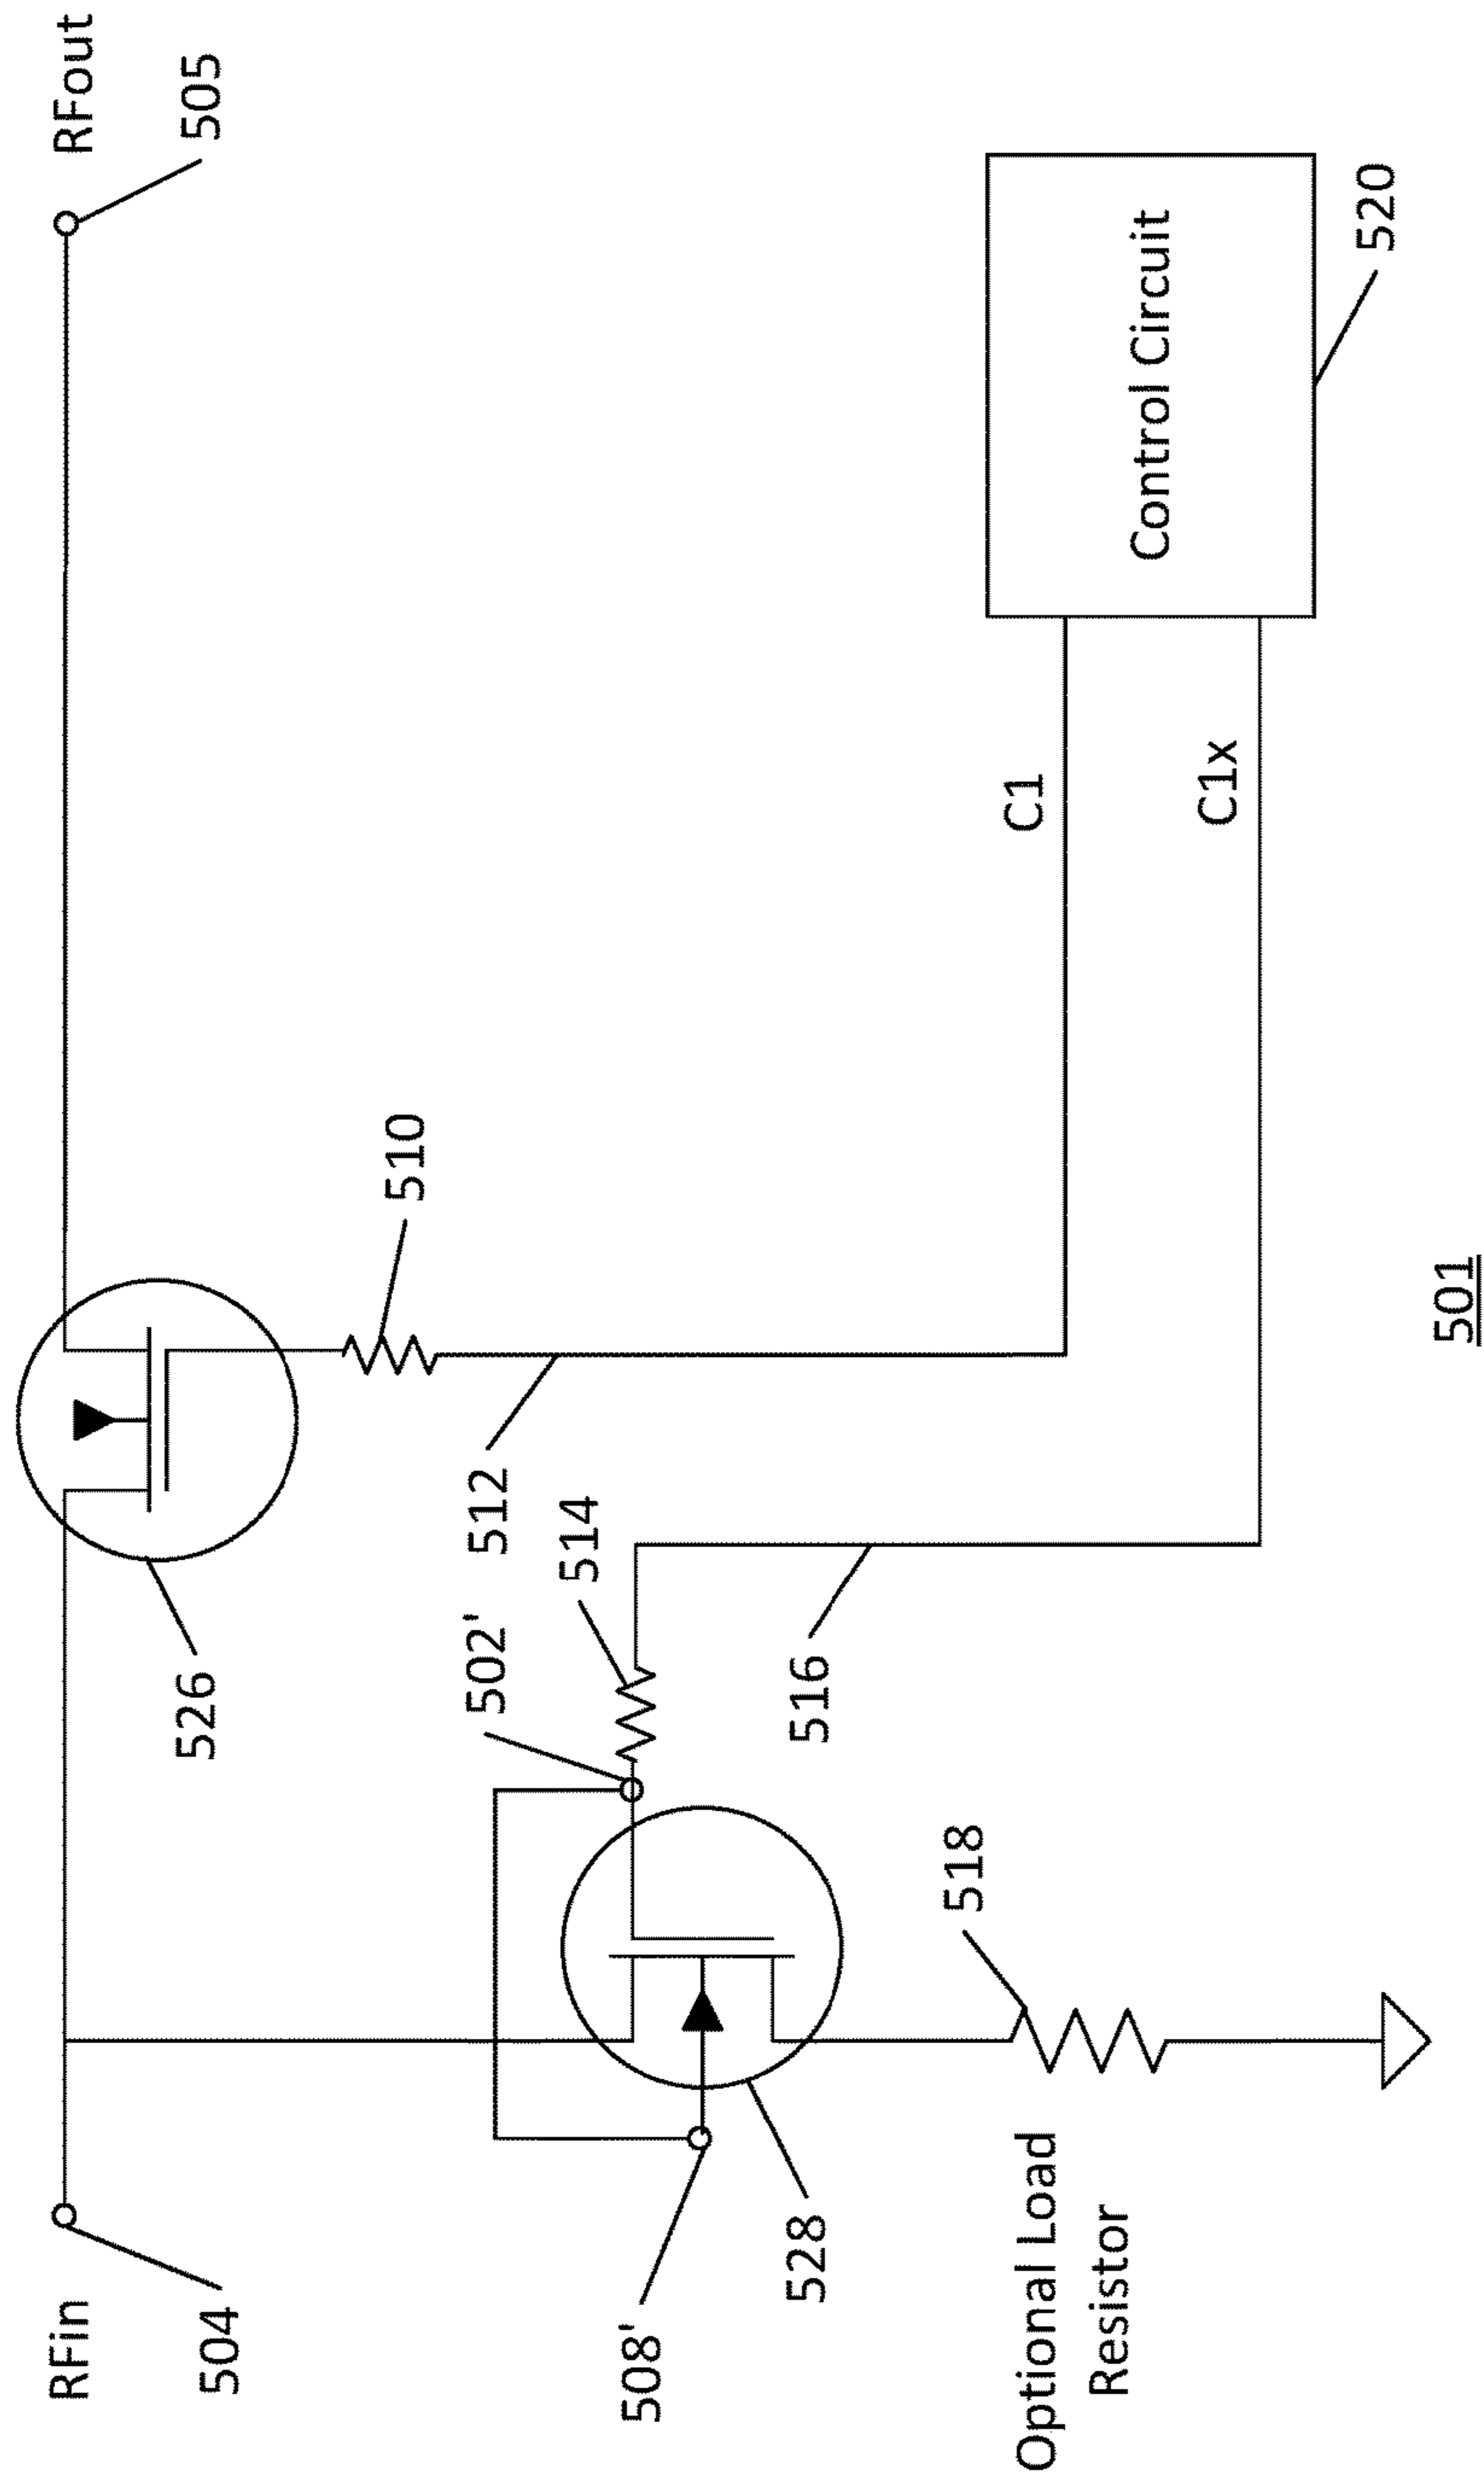 RFin
504
526
RFout
505
510
512
514
502'
508'
528
516
518
Optional Load
Resistor
C1
C1x
Control Circuit
520
501